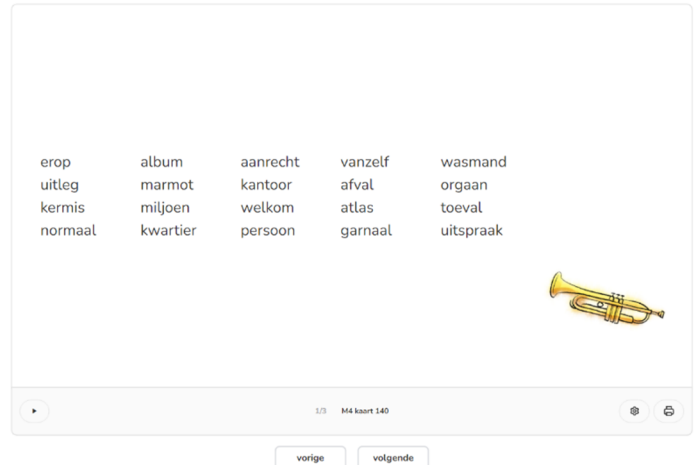 erop album aanrecht vanzelf wasmand
uitleg marmot kantoor afval orgaan
kermis miljoen welkom atlas toeval
normaal kwartier persoon garnaal uitspraak
1/3 M4 kaart 140
vorige volgende